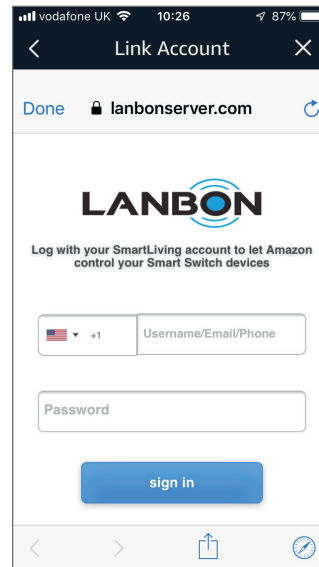 vodafone UK 10:26 87%
Link Account
Done lanbonserver.com
LANBON
Log with your SmartLiving account to let Amazon
control your Smart Switch devices
+1 Username/Email/Phone
Password
sign in